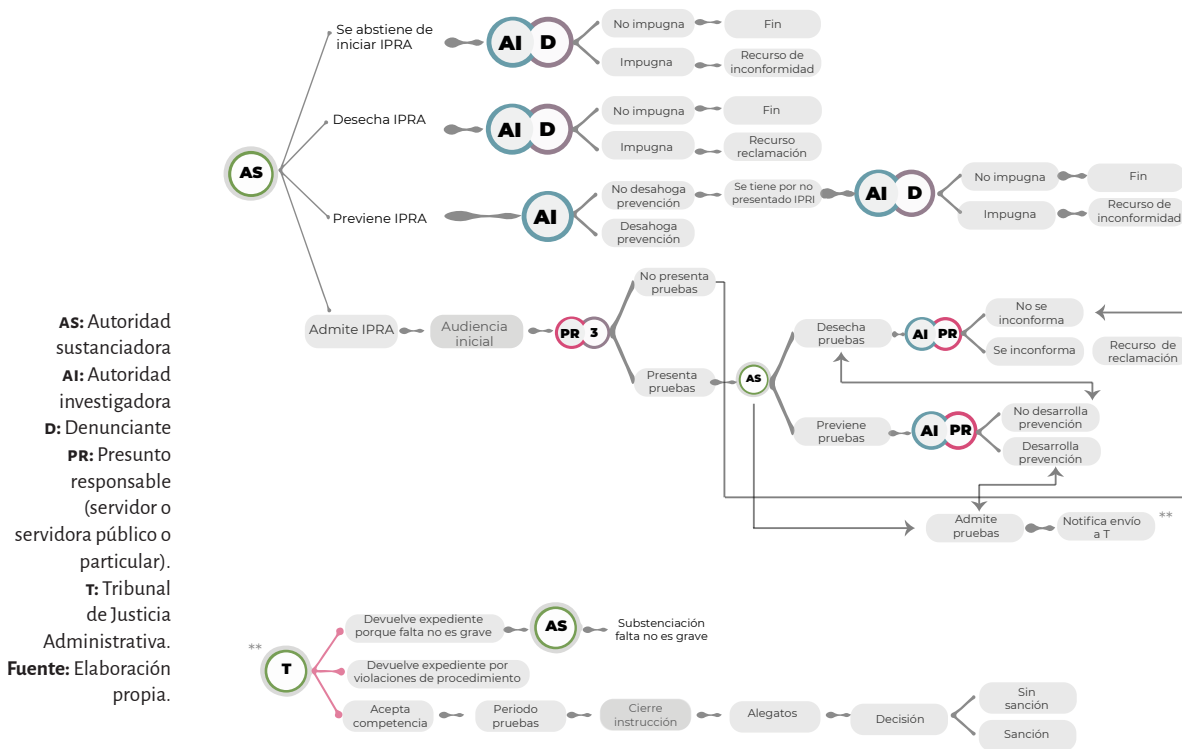 Se abstiene de
iniciar IPRA
AI D
No impugna
Fin
Impugna
Recurso de
inconformidad
Desecha IPRA
AI D
No impugna
Fin
Impugna
Recurso
reclamación
AS
Previene IPRA
AI
No desahoga
prevención
Se tiene por no
presentado IPRI
AI D
No impugna
Fin
Impugna
Recurso de
inconformidad
Desahoga
prevención
Admite IPRA
Audiencia
inicial
PR 3
No presenta
pruebas
Presenta
pruebas
AS
Desecha
pruebas
AI PR
No se
inconforma
Se inconforma
Recurso de
reclamación
Previene
pruebas
AI PR
No desarrolla
prevención
Desarrolla
prevención
Admite
pruebas
Notifica envío
a T
**
AS: Autoridad
sustanciadora
AI: Autoridad
investigadora
D: Denunciante
PR: Presunto
responsable
(servidor o
servidora público o
particular).
T: Tribunal
de Justicia
Administrativa.
Fuente: Elaboración
propia.
**
T
Devuelve expediente
porque falta no es grave
AS
Substenciación
falta no es grave
Devuelve expediente por
violaciones de procedimiento
Acepta
competencia
Periodo
pruebas
Cierre
instrucción
Alegatos
Decisión
Sin
sanción
Sanción